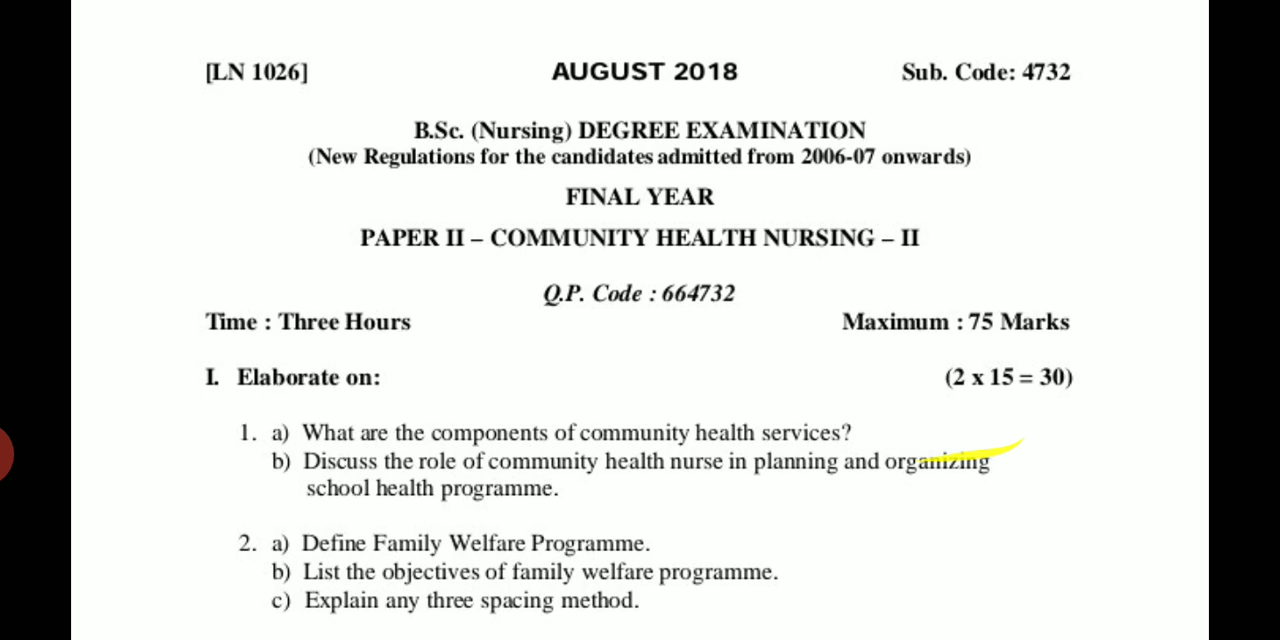 [LN 1026] AUGUST 2018 Sub. Code: 4732
B.Sc. (Nursing) DEGREE EXAMINATION
(New Regulations for the candidates admitted from 2006-07 onwards)
FINAL YEAR
PAPER II – COMMUNITY HEALTH NURSING – II
Q.P. Code : 664732
Time : Three Hours Maximum : 75 Marks
I. Elaborate on: (2 x 15 = 30)
1. a) What are the components of community health services?
b) Discuss the role of community health nurse in planning and organizing
school health programme.
2. a) Define Family Welfare Programme.
b) List the objectives of family welfare programme.
c) Explain any three spacing method.